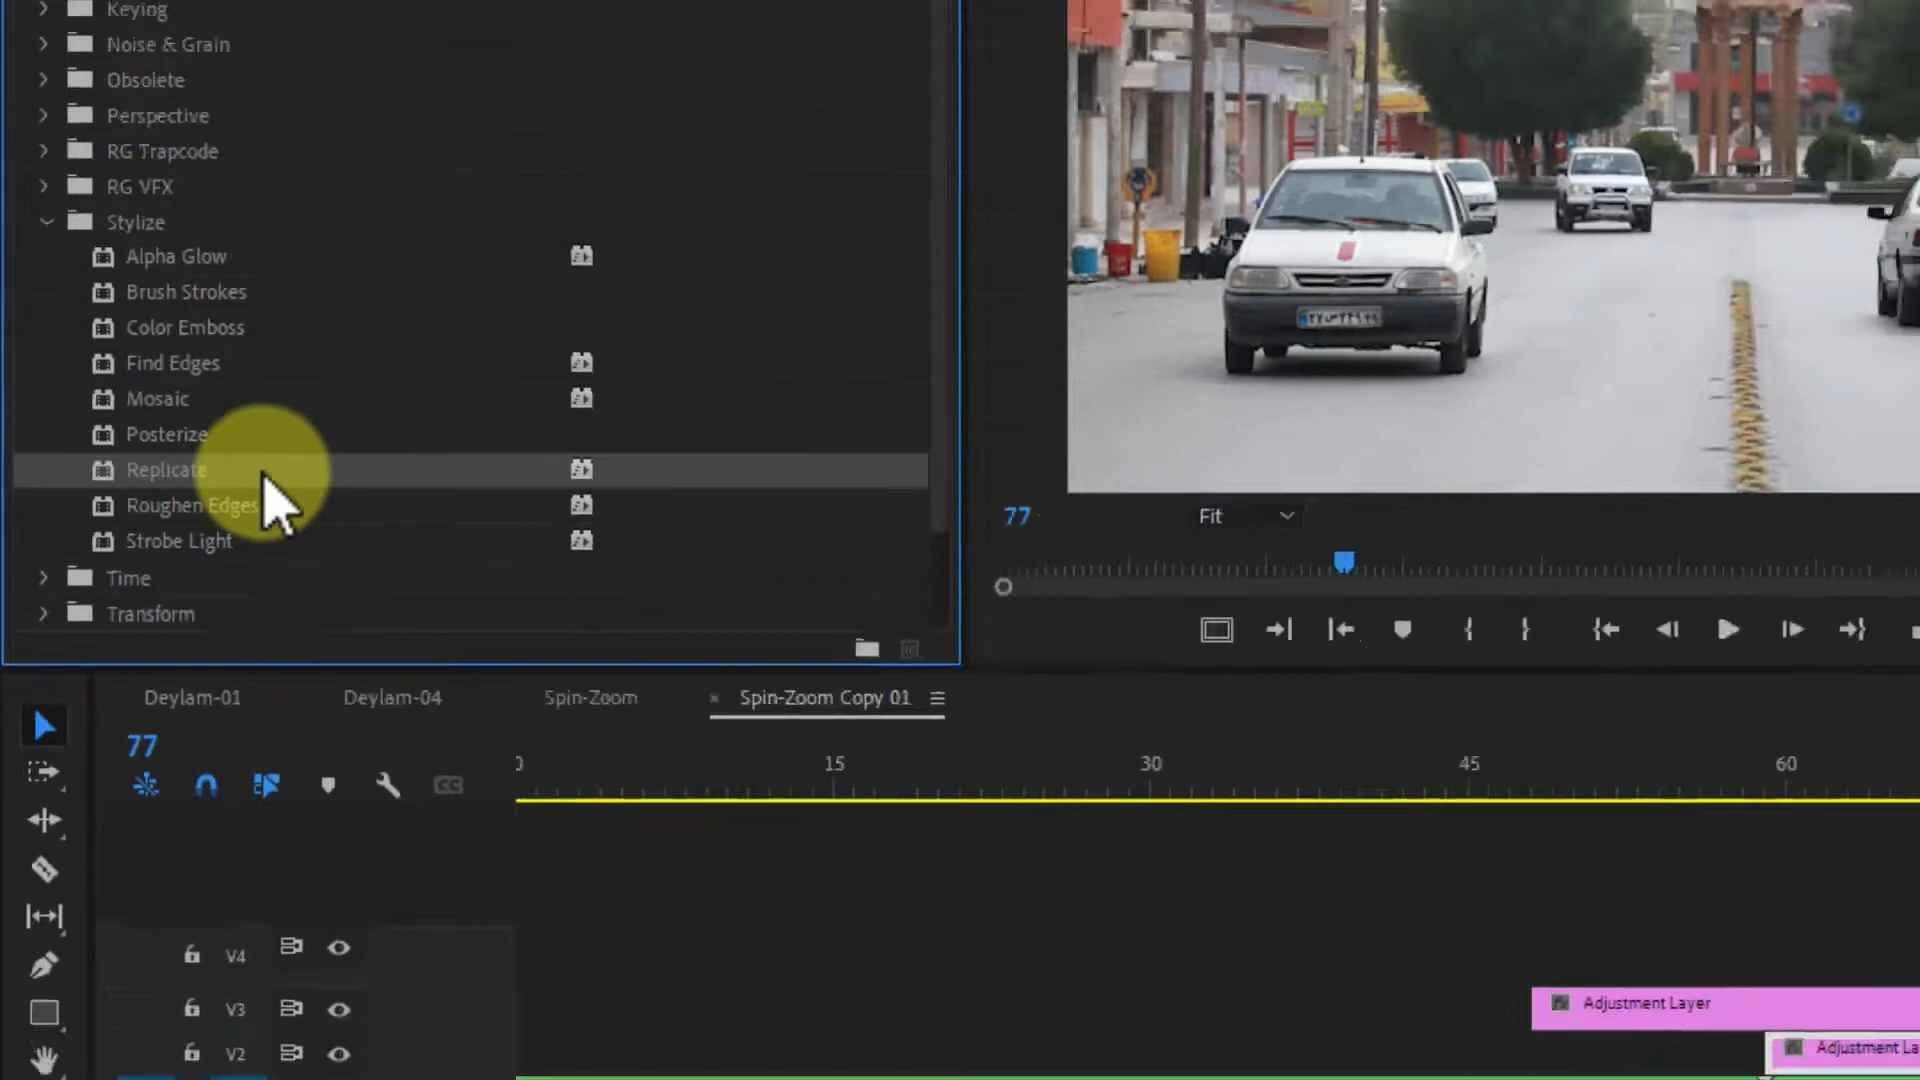 Keying
Noise & Grain
Obsolete
Perspective
RG Trapcode
RG VFX
Stylize
Alpha Glow
Brush Strokes
Color Emboss
Find Edges
Mosaic
Posterize
Replicate
Roughen Edges
Strobe Light
Time
Transform
77
Fit
Deylam-01
Deylam-04
Spin-Zoom
× Spin-Zoom Copy 01
77
0 15 30 45 60
CC
V4
V3
Adjustment Layer
V2
Adjustment La